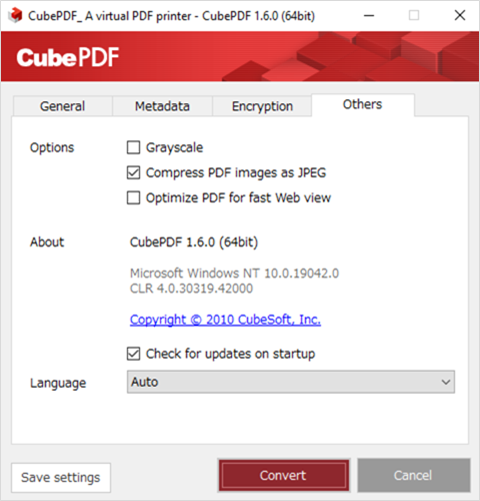 CubePDF_ A virtual PDF printer - CubePDF 1.6.0 (64bit)
CubePDF
General Metadata Encryption Others
Options Grayscale
Compress PDF images as JPEG
Optimize PDF for fast Web view
About CubePDF 1.6.0 (64bit)
Microsoft Windows NT 10.0.19042.0
CLR 4.0.30319.42000
Copyright © 2010 CubeSoft, Inc.
Check for updates on startup
Language Auto
Save settings Convert Cancel